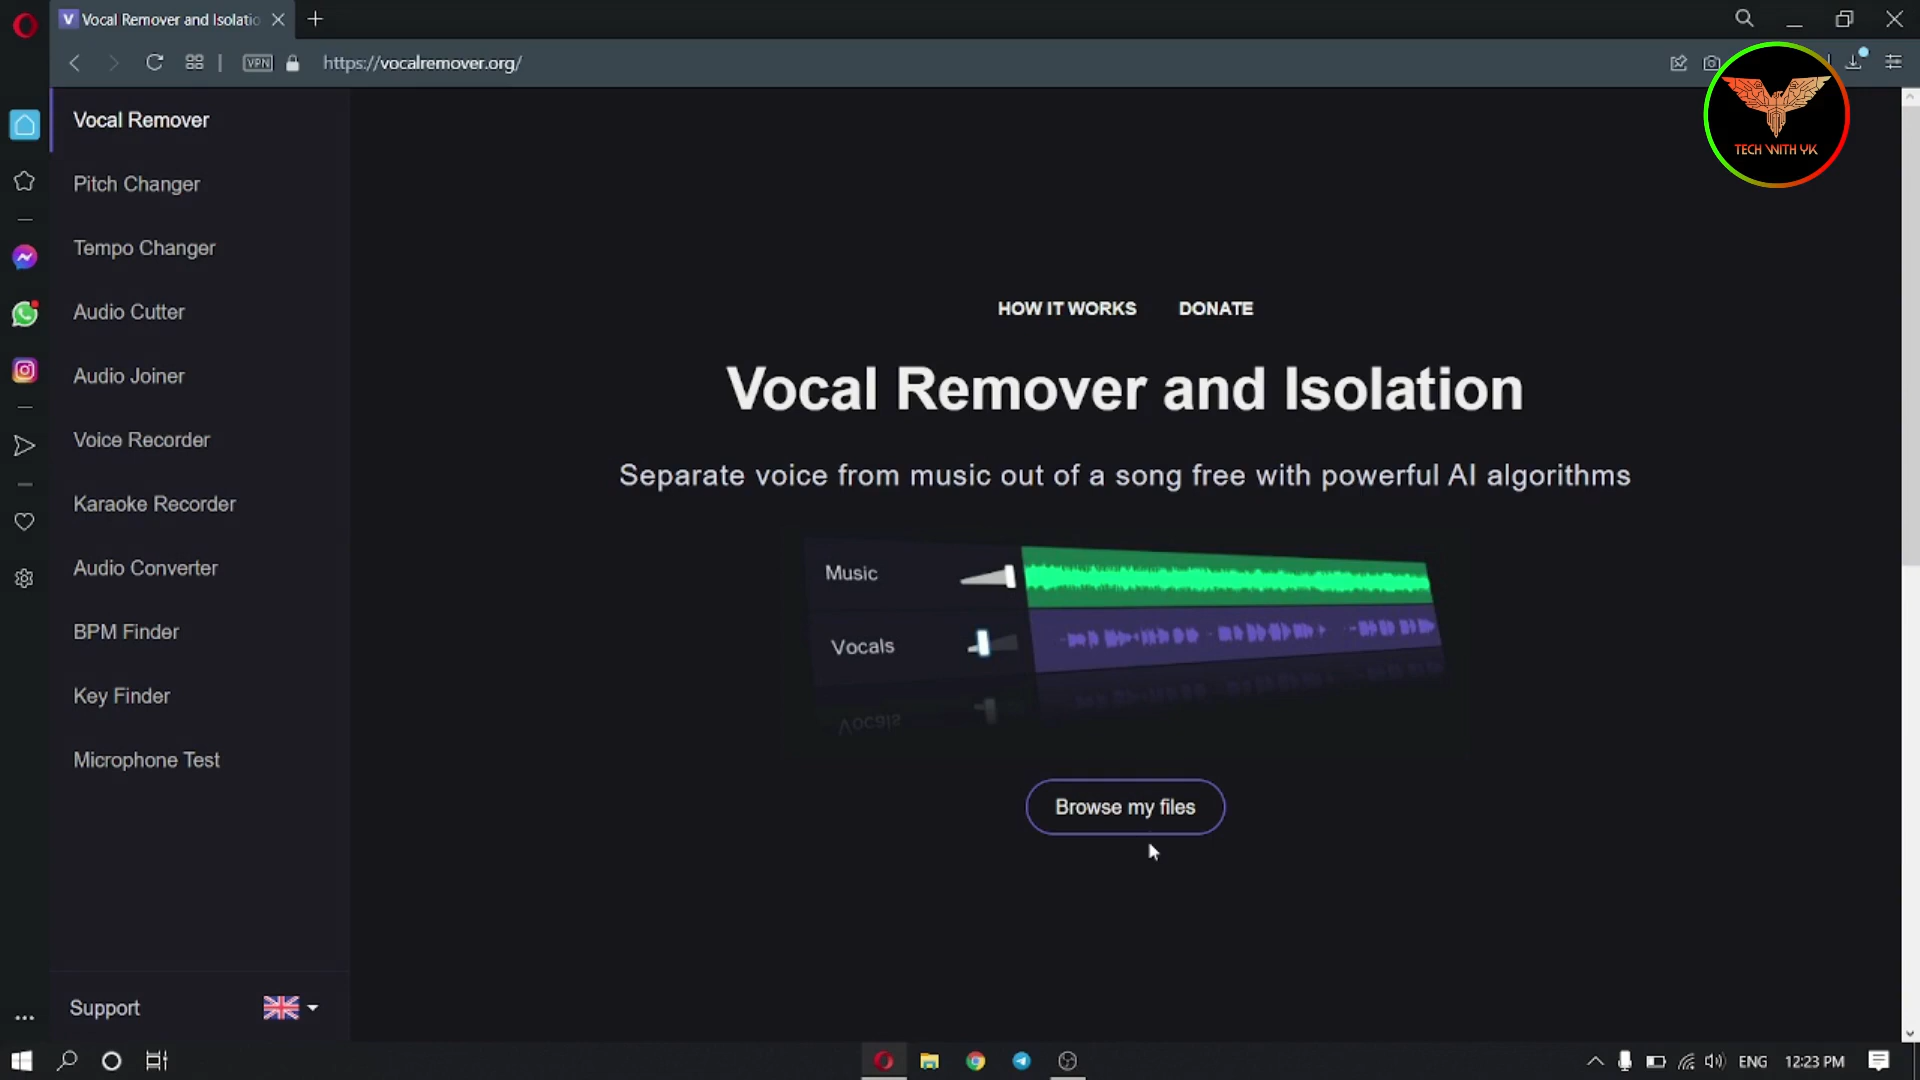 Vocal Remover and Isolatio
VPN
https://vocalremover.org/
TECH WITH YK
Vocal Remover
Pitch Changer
Tempo Changer
Audio Cutter
Audio Joiner
Voice Recorder
Karaoke Recorder
Audio Converter
BPM Finder
Key Finder
Microphone Test
Support
HOW IT WORKS DONATE
Vocal Remover and Isolation
Separate voice from music out of a song free with powerful AI algorithms
Music
Vocals
Vocals
Browse my files
ENG 12:23 PM